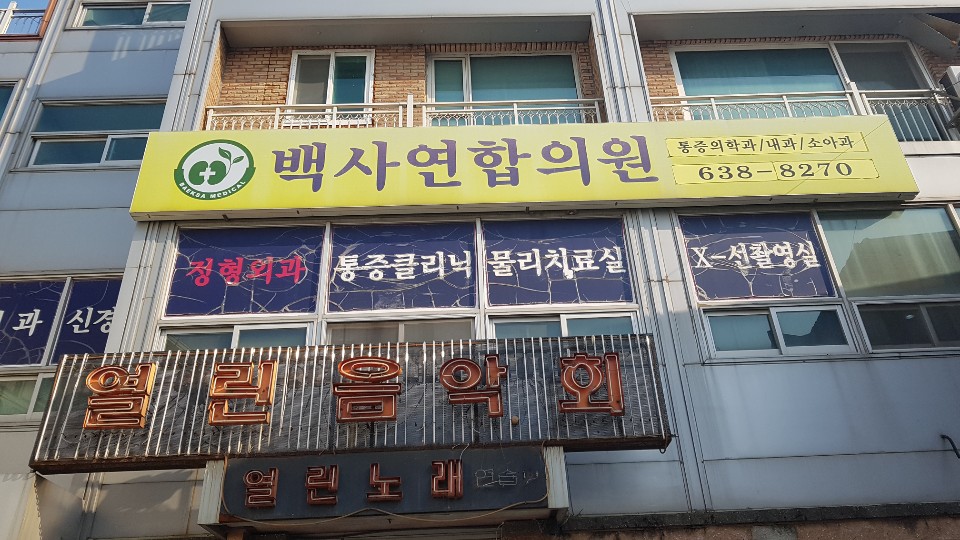 백사연합의원
통증의학과/내과/소아과
638-8270
BAEKSA MEDICAL
정형외과
통증클리닉
물리치료실
X-선촬영실
과 신경
열린음악회
열린노래 연습